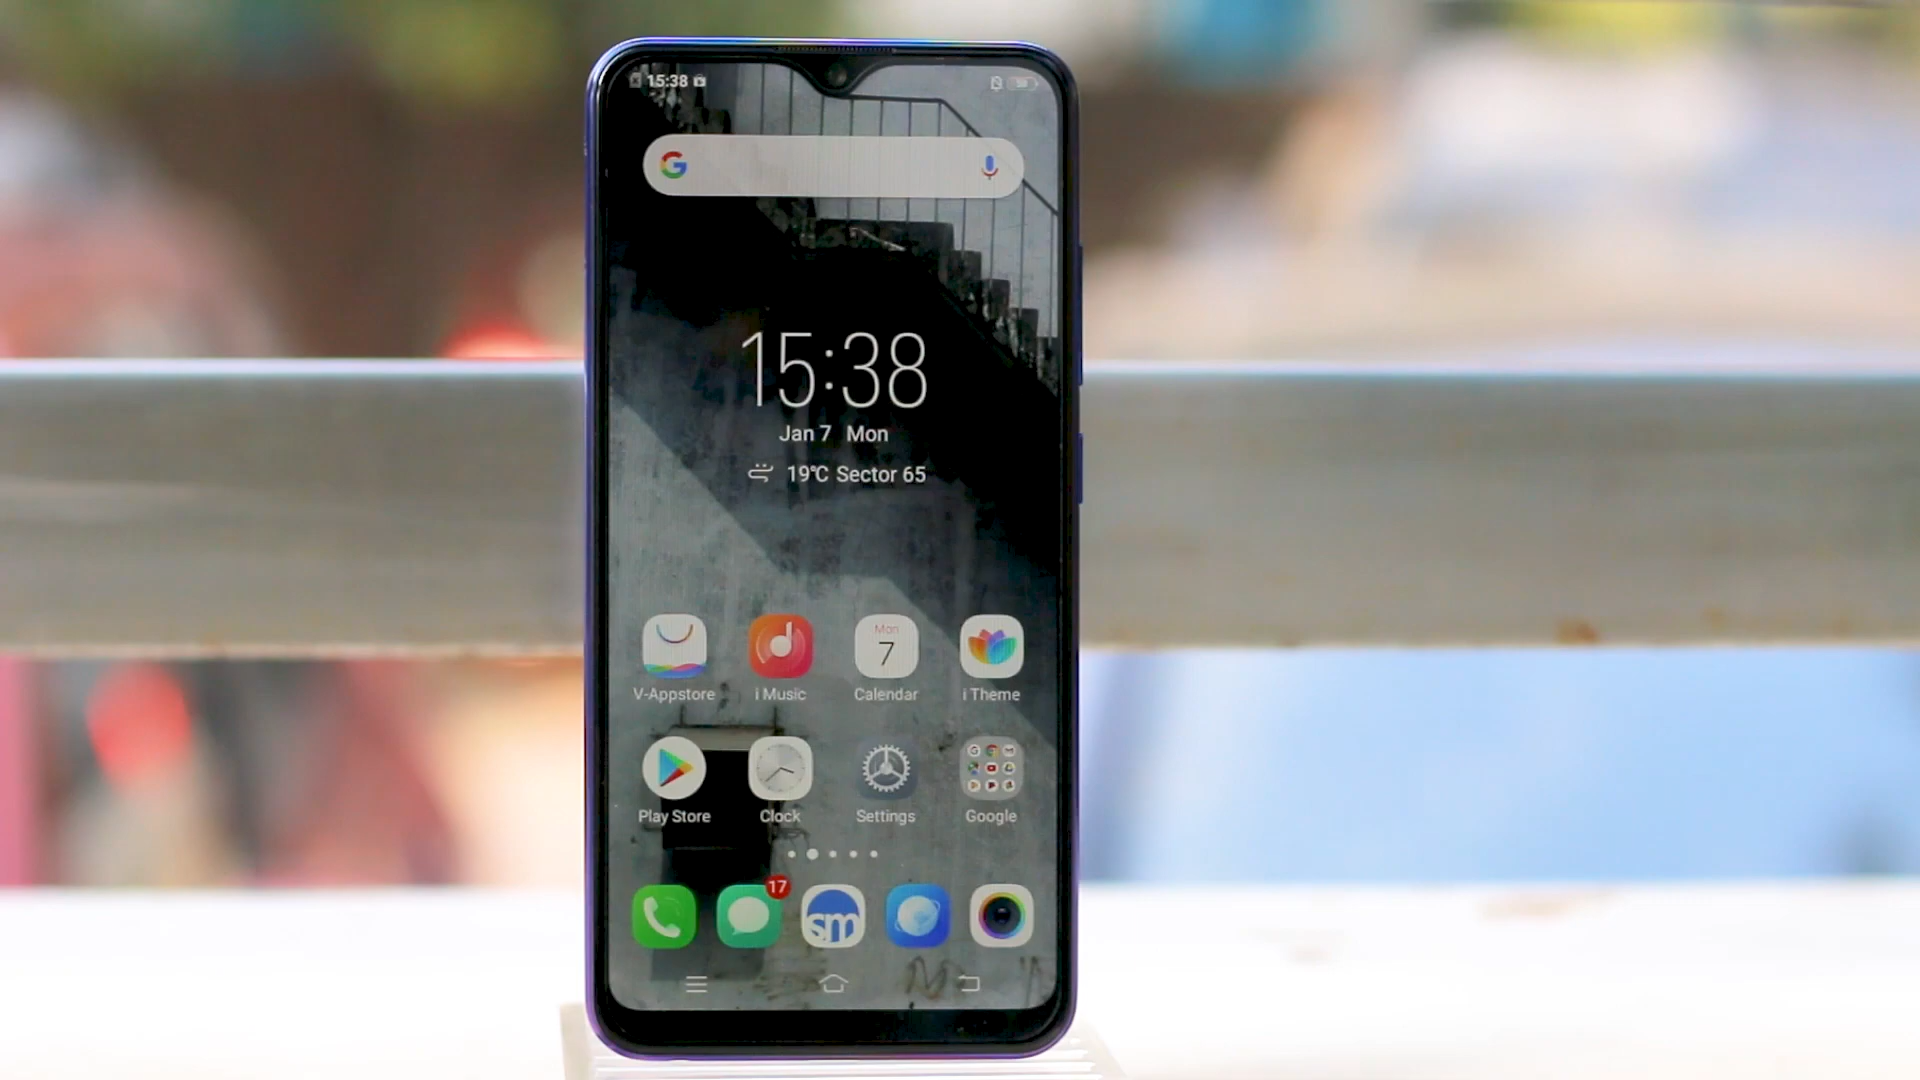 15:38
15:38
Jan 7 Mon
19℃ Sector 65
Mon
7
V-Appstore
i Music
Calendar
i Theme
Play Store
Clock
Settings
Google
17
sm